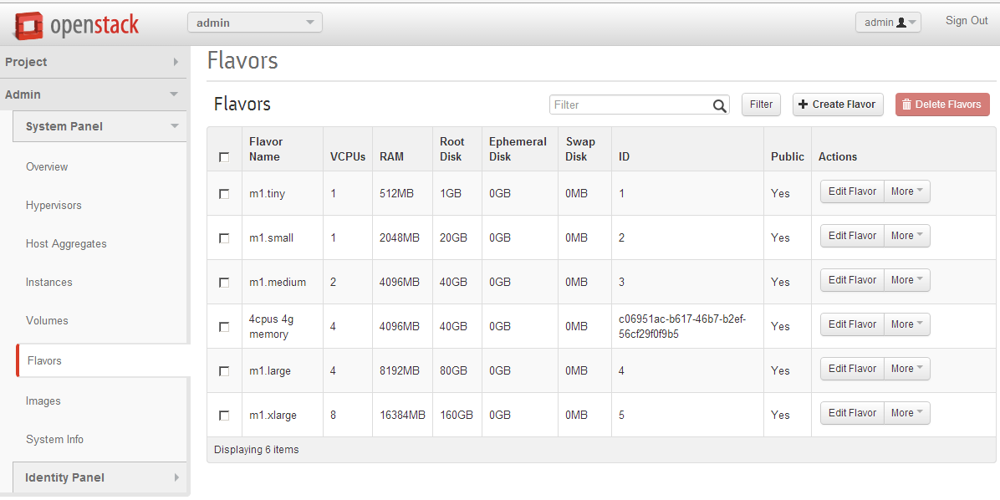 openstack
admin
admin
Sign Out
Project
Admin
System Panel
Overview
Hypervisors
Host Aggregates
Instances
Volumes
Flavors
Images
System Info
Identity Panel
Flavors
Flavors
Filter
Filter
Create Flavor
Delete Flavors
Flavor Name VCPUs RAM Root Disk Ephemeral Disk Swap Disk ID Public Actions
m1.tiny 1 512MB 1GB 0GB 0MB 1 Yes Edit Flavor More
m1.small 1 2048MB 20GB 0GB 0MB 2 Yes Edit Flavor More
m1.medium 2 4096MB 40GB 0GB 0MB 3 Yes Edit Flavor More
4cpus 4g memory 4 4096MB 40GB 0GB 0MB c06951ac-b617-46b7-b2ef-56cf29f0f9b5 Yes Edit Flavor More
m1.large 4 8192MB 80GB 0GB 0MB 4 Yes Edit Flavor More
m1.xlarge 8 16384MB 160GB 0GB 0MB 5 Yes Edit Flavor More
Displaying 6 items